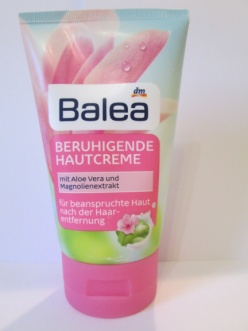 dm
Balea
BERUHIGENDE
HAUTCREME
mit Aloe Vera und
Magnolienextrakt
für beanspruchte Haut
nach der Haar-
entfernung